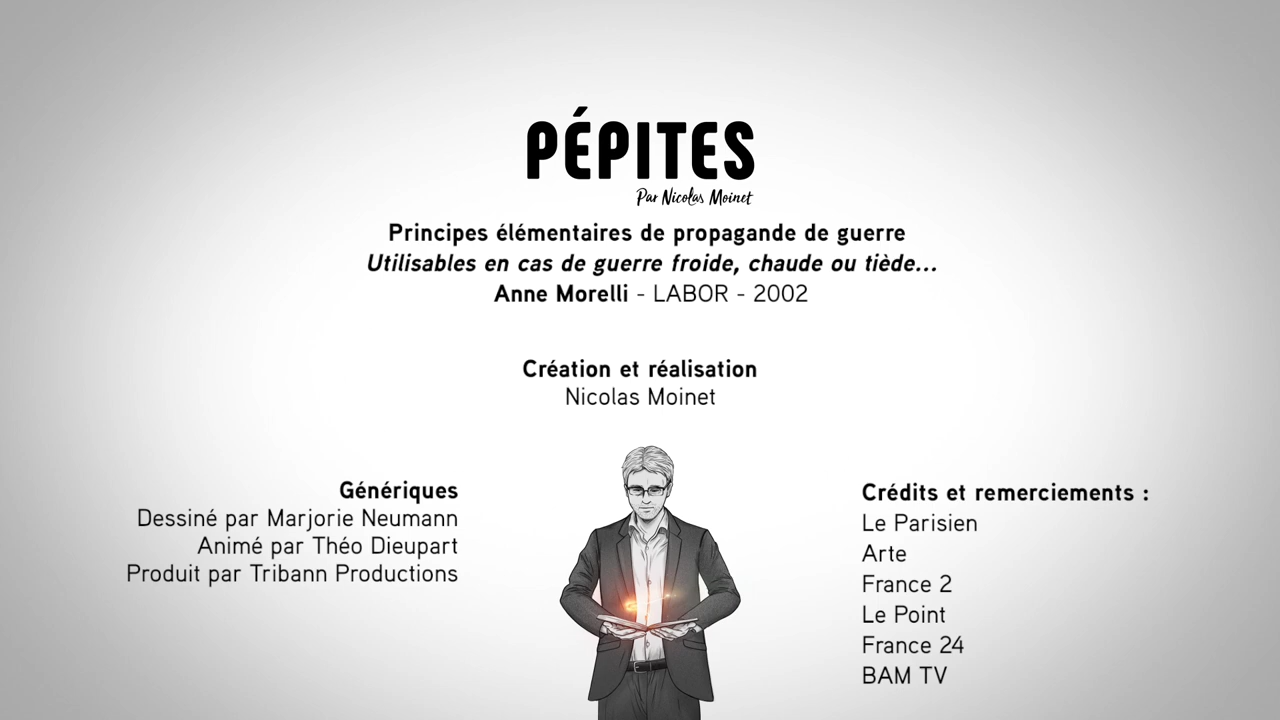 PÉPITES
Par Nicolas Moinet
Principes élémentaires de propagande de guerre
Utilisables en cas de guerre froide, chaude ou tiède...
Anne Morelli - LABOR - 2002
Création et réalisation
Nicolas Moinet
Génériques
Dessiné par Marjorie Neumann
Animé par Théo Dieupart
Produit par Tribann Productions
Crédits et remerciements :
Le Parisien
Arte
France 2
Le Point
France 24
BAM TV